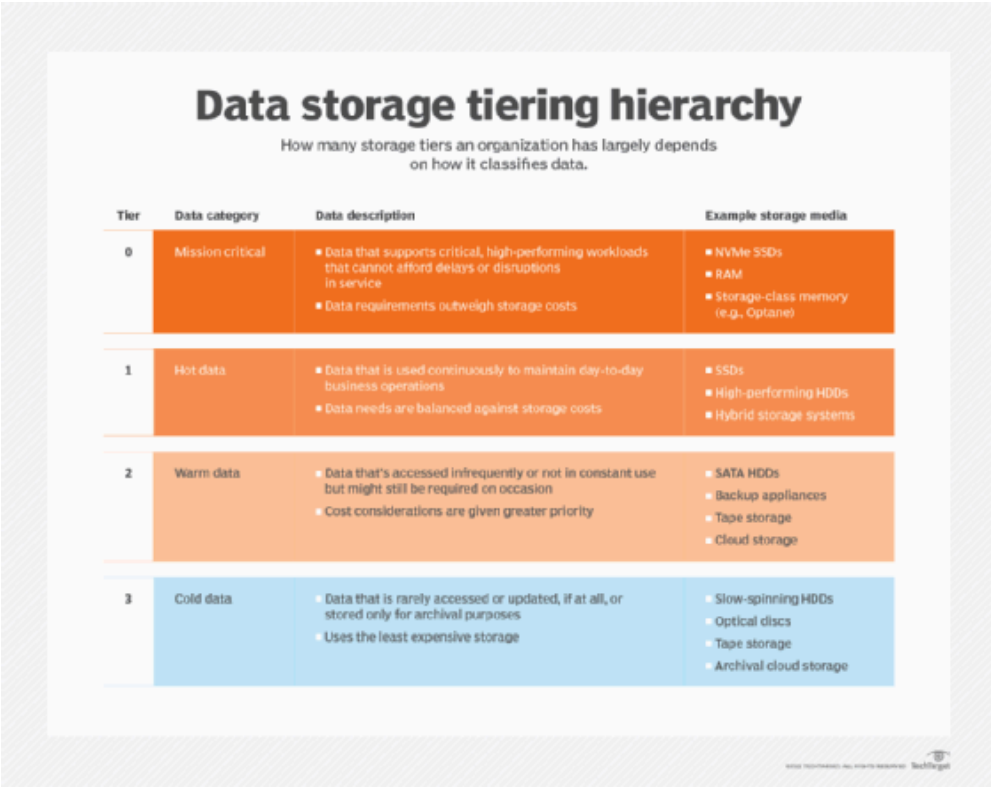 Data storage tiering hierarchy
How many storage tiers an organization has largely depends
on how it classifies data.
Tier Data category Data description Example storage media
0 Mission critical
Data that supports critical, high-performing workloads
that cannot afford delays or disruptions
in service
Data requirements outweigh storage costs
NVMe SSDs
RAM
Storage-class memory
(e.g., Optane)
1 Hot data
Data that is used continuously to maintain day-to-day
business operations
Data needs are balanced against storage costs
SSDs
High-performing HDDs
Hybrid storage systems
2 Warm data
Data that's accessed infrequently or not in constant use
but might still be required on occasion
Cost considerations are given greater priority
SATA HDDs
Backup appliances
Tape storage
Cloud storage
3 Cold data
Data that is rarely accessed or updated, if at all, or
stored only for archival purposes
Uses the least expensive storage
Slow-spinning HDDs
Optical discs
Tape storage
Archival cloud storage
TECHTARGET. ALL RIGHTS RESERVED TechTarget